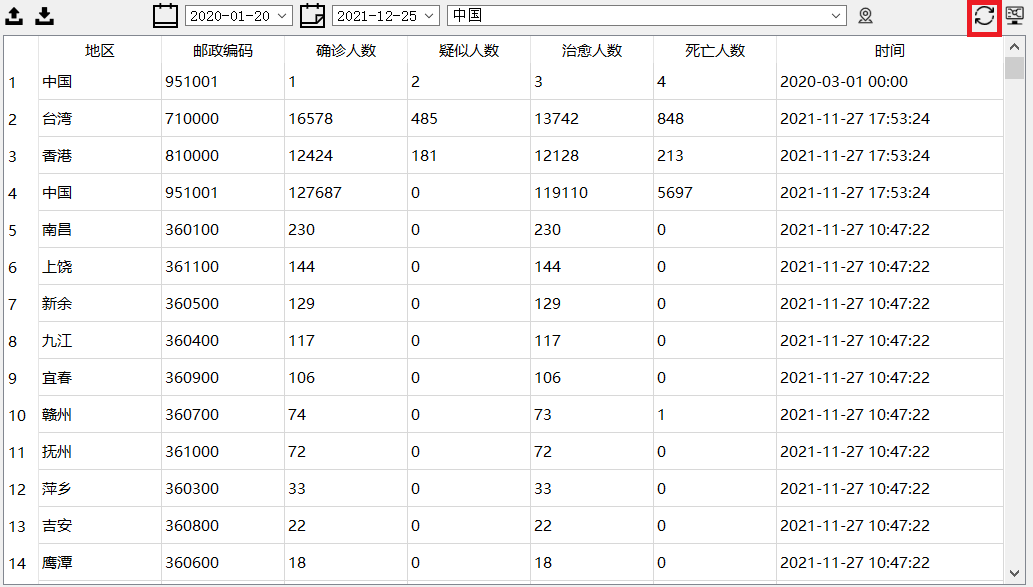 2020-01-20 2021-12-25 中国
地区 邮政编码 确诊人数 疑似人数 治愈人数 死亡人数 时间
1 中国 951001 1 2 3 4 2020-03-01 00:00
2 台湾 710000 16578 485 13742 848 2021-11-27 17:53:24
3 香港 810000 12424 181 12128 213 2021-11-27 17:53:24
4 中国 951001 127687 0 119110 5697 2021-11-27 17:53:24
5 南昌 360100 230 0 230 0 2021-11-27 10:47:22
6 上饶 361100 144 0 144 0 2021-11-27 10:47:22
7 新余 360500 129 0 129 0 2021-11-27 10:47:22
8 九江 360400 117 0 117 0 2021-11-27 10:47:22
9 宜春 360900 106 0 106 0 2021-11-27 10:47:22
10 赣州 360700 74 0 73 1 2021-11-27 10:47:22
11 抚州 361000 72 0 72 0 2021-11-27 10:47:22
12 萍乡 360300 33 0 33 0 2021-11-27 10:47:22
13 吉安 360800 22 0 22 0 2021-11-27 10:47:22
14 鹰潭 360600 18 0 18 0 2021-11-27 10:47:22